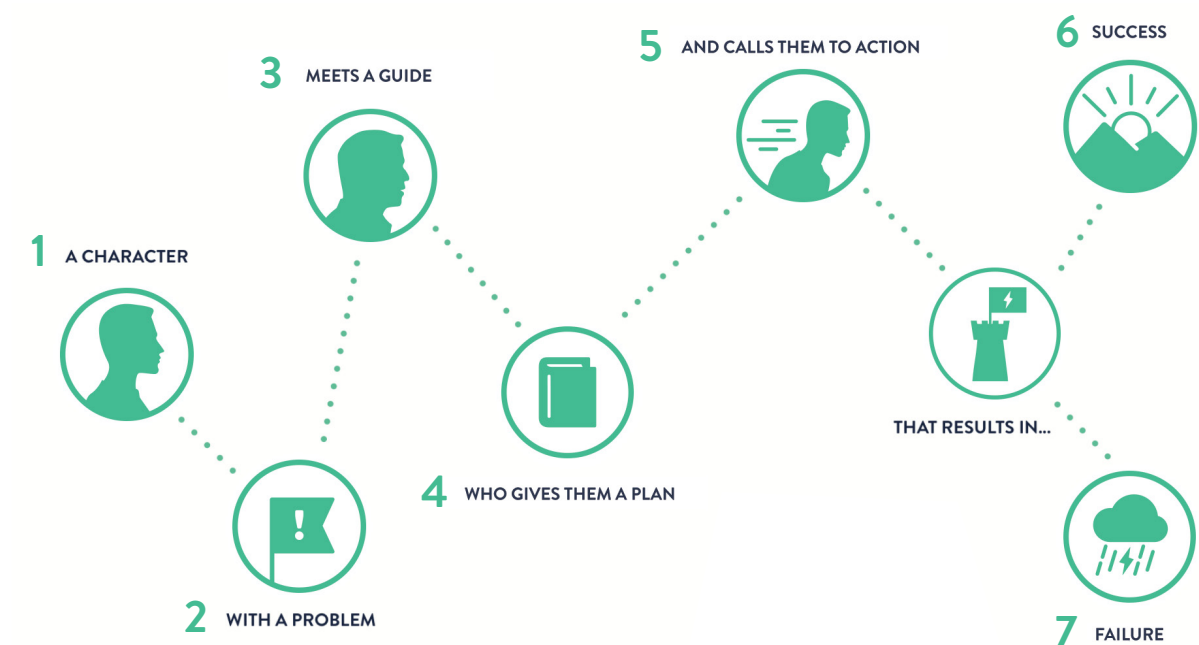 1 A CHARACTER
2 WITH A PROBLEM
3 MEETS A GUIDE
4 WHO GIVES THEM A PLAN
5 AND CALLS THEM TO ACTION
THAT RESULTS IN...
6 SUCCESS
7 FAILURE